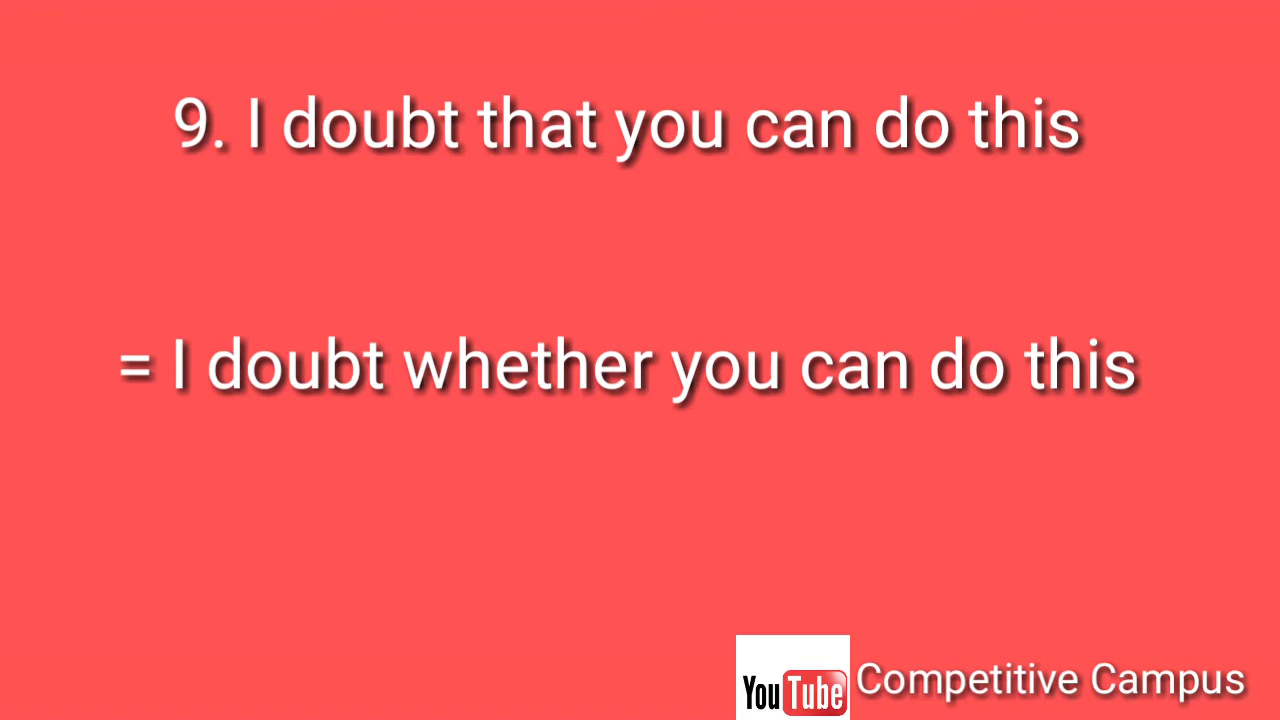 9. I doubt that you can do this
= I doubt whether you can do this
YouTube Competitive Campus